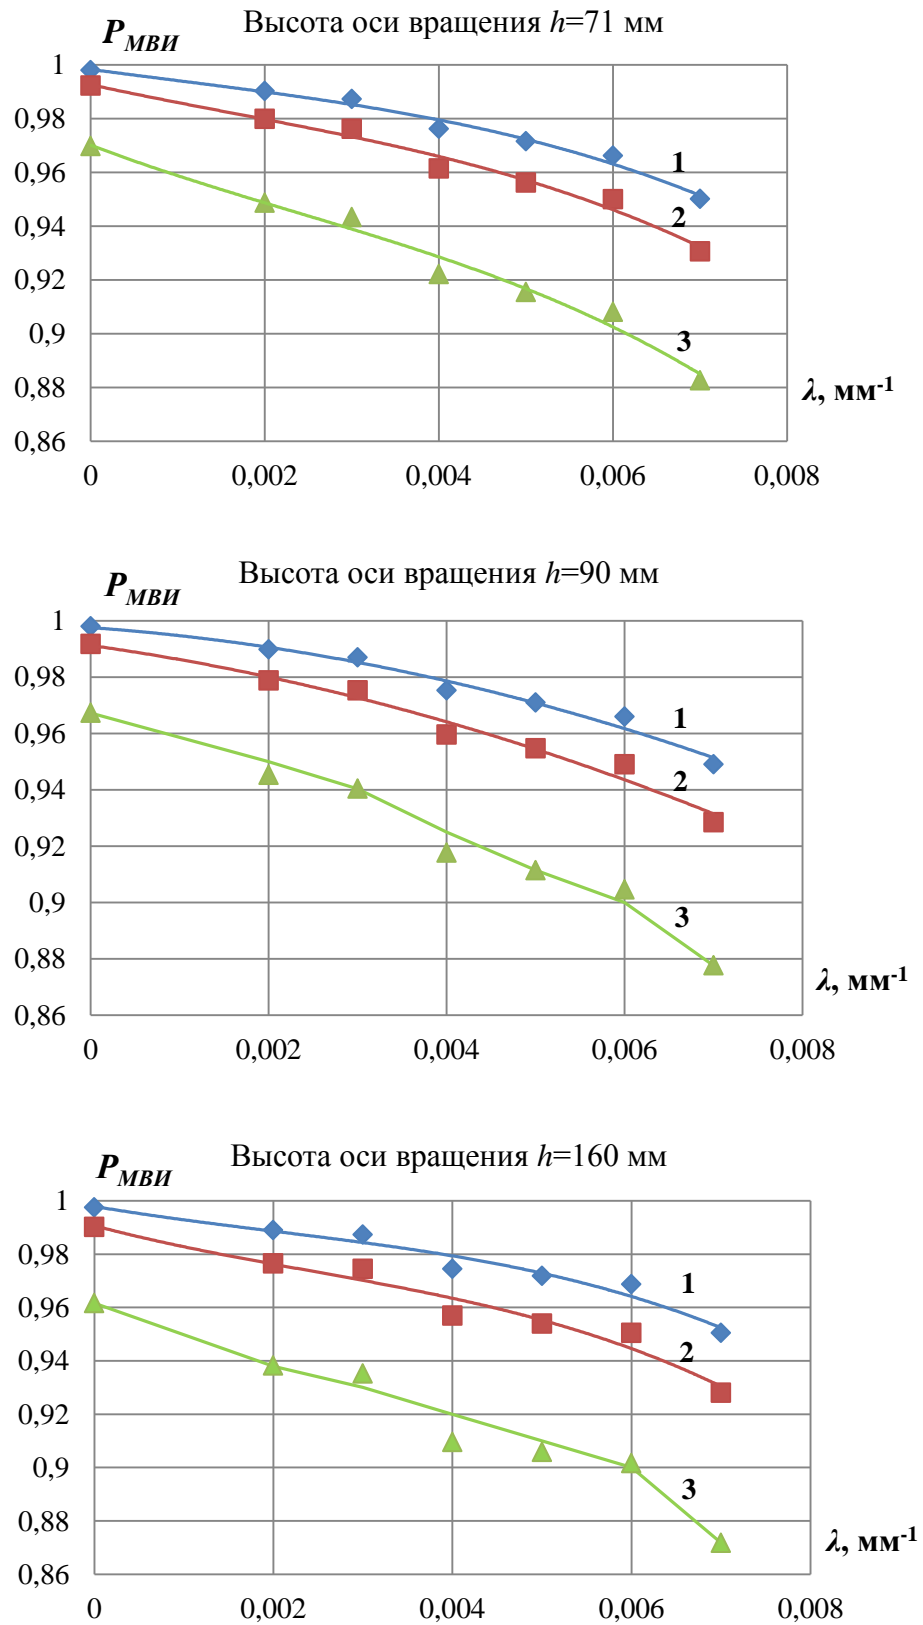 Высота оси вращения h=71 мм
PМВИ
1
0,98
0,96
0,94
0,92
0,9
0,88
0,86
1
2
3
λ, мм-1
0 0,002 0,004 0,006 0,008
Высота оси вращения h=90 мм
PМВИ
1
0,98
0,96
0,94
0,92
0,9
0,88
0,86
1
2
3
λ, мм-1
0 0,002 0,004 0,006 0,008
Высота оси вращения h=160 мм
PМВИ
1
0,98
0,96
0,94
0,92
0,9
0,88
0,86
1
2
3
λ, мм-1
0 0,002 0,004 0,006 0,008